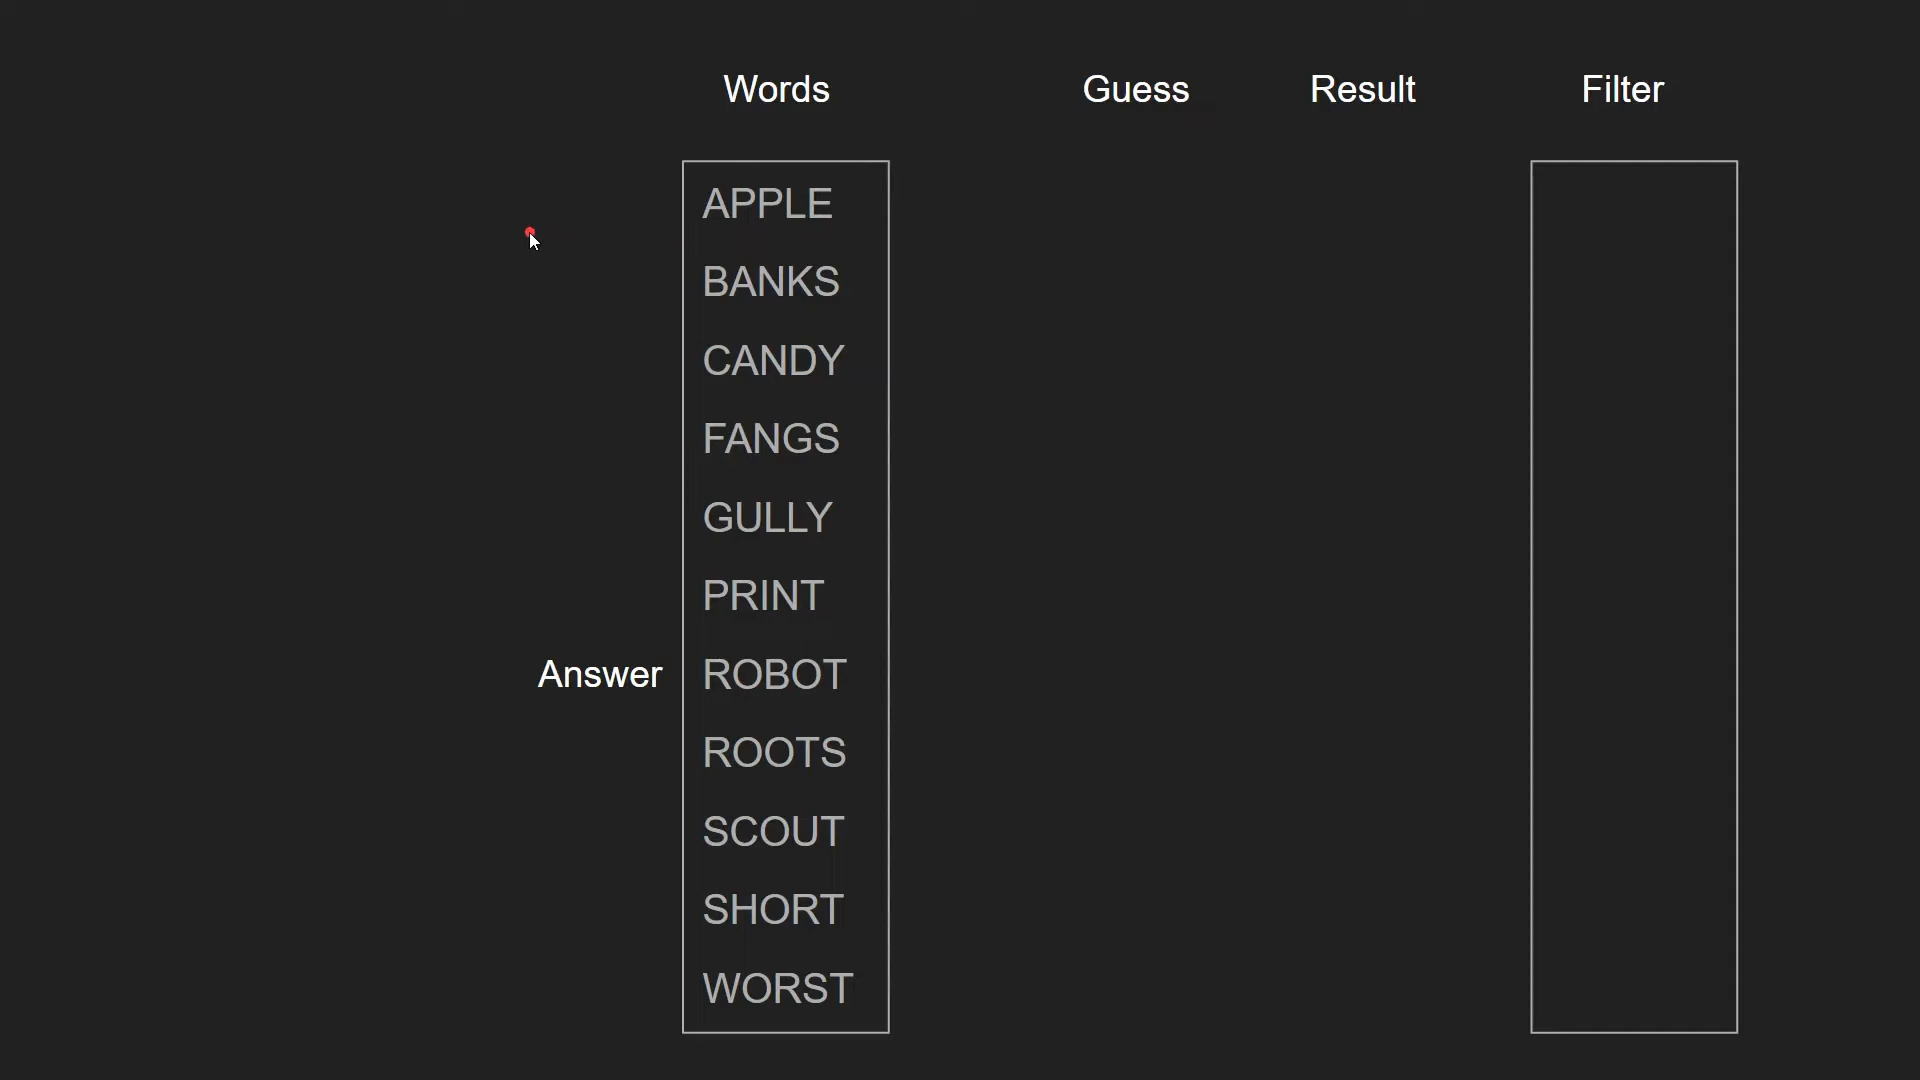 Words Guess Result Filter
APPLE
BANKS
CANDY
FANGS
GULLY
PRINT
Answer ROBOT
ROOTS
SCOUT
SHORT
WORST